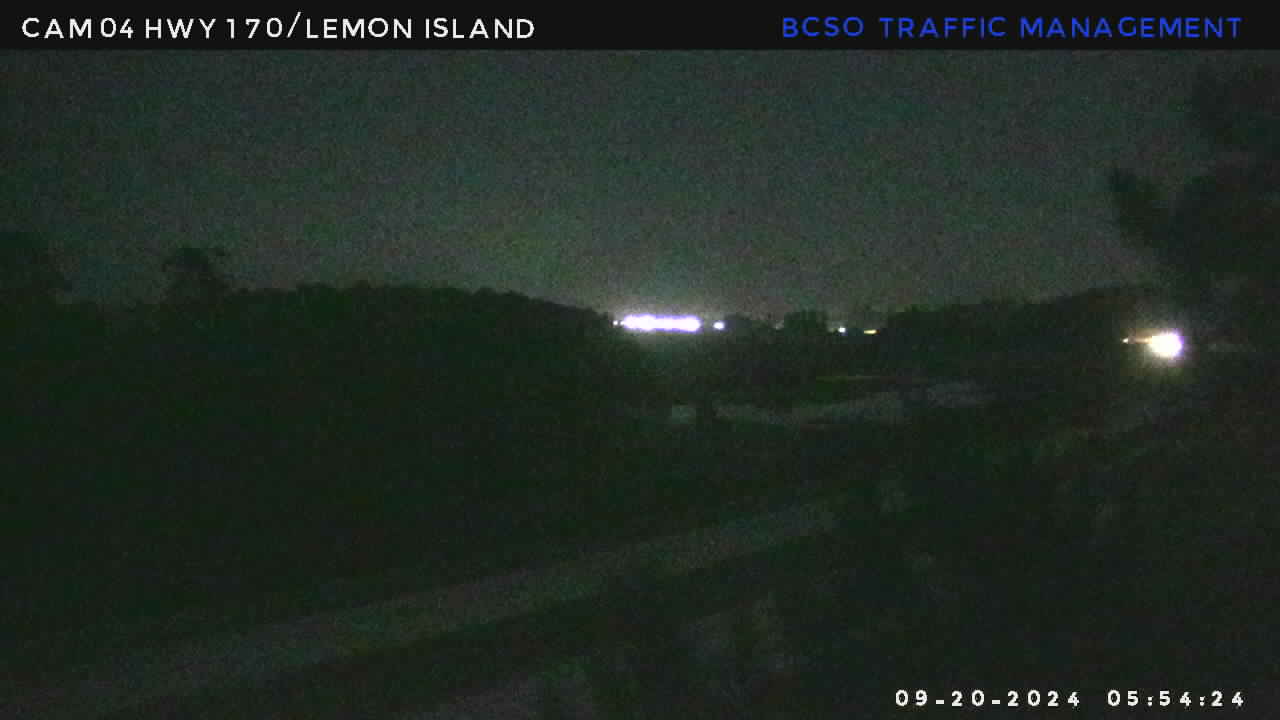 CAM04 HWY 170/LEMON ISLAND
BCSO TRAFFIC MANAGEMENT
09-20-2024 05:54:24